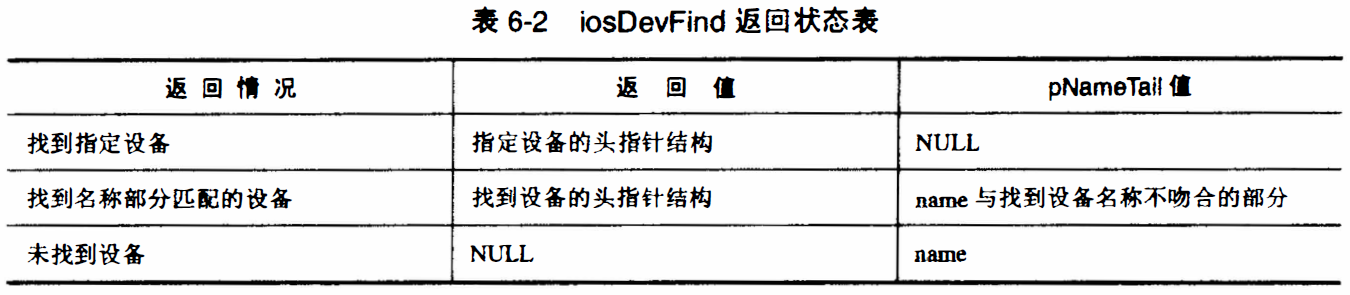 表 6-2 iosDevFind 返回状态表
返回情况 返回值 pNameTail 值
找到指定设备 指定设备的头指针结构 NULL
找到名称部分匹配的设备 找到设备的头指针结构 name 与找到设备名称不吻合的部分
未找到设备 NULL name